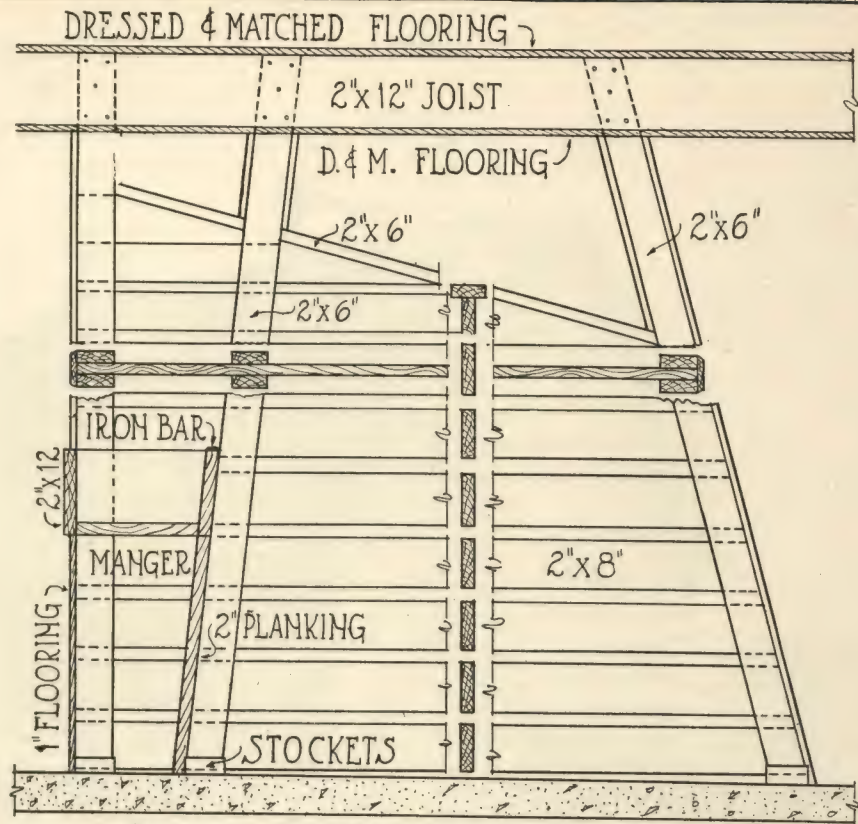 DRESSED & MATCHED FLOORING
2"x12" JOIST
D. & M. FLOORING
2"x6"
2"x6"
2"x6"
IRON BAR
2"x12
MANGER
2"x8"
1" FLOORING
2" PLANKING
STOCKETS